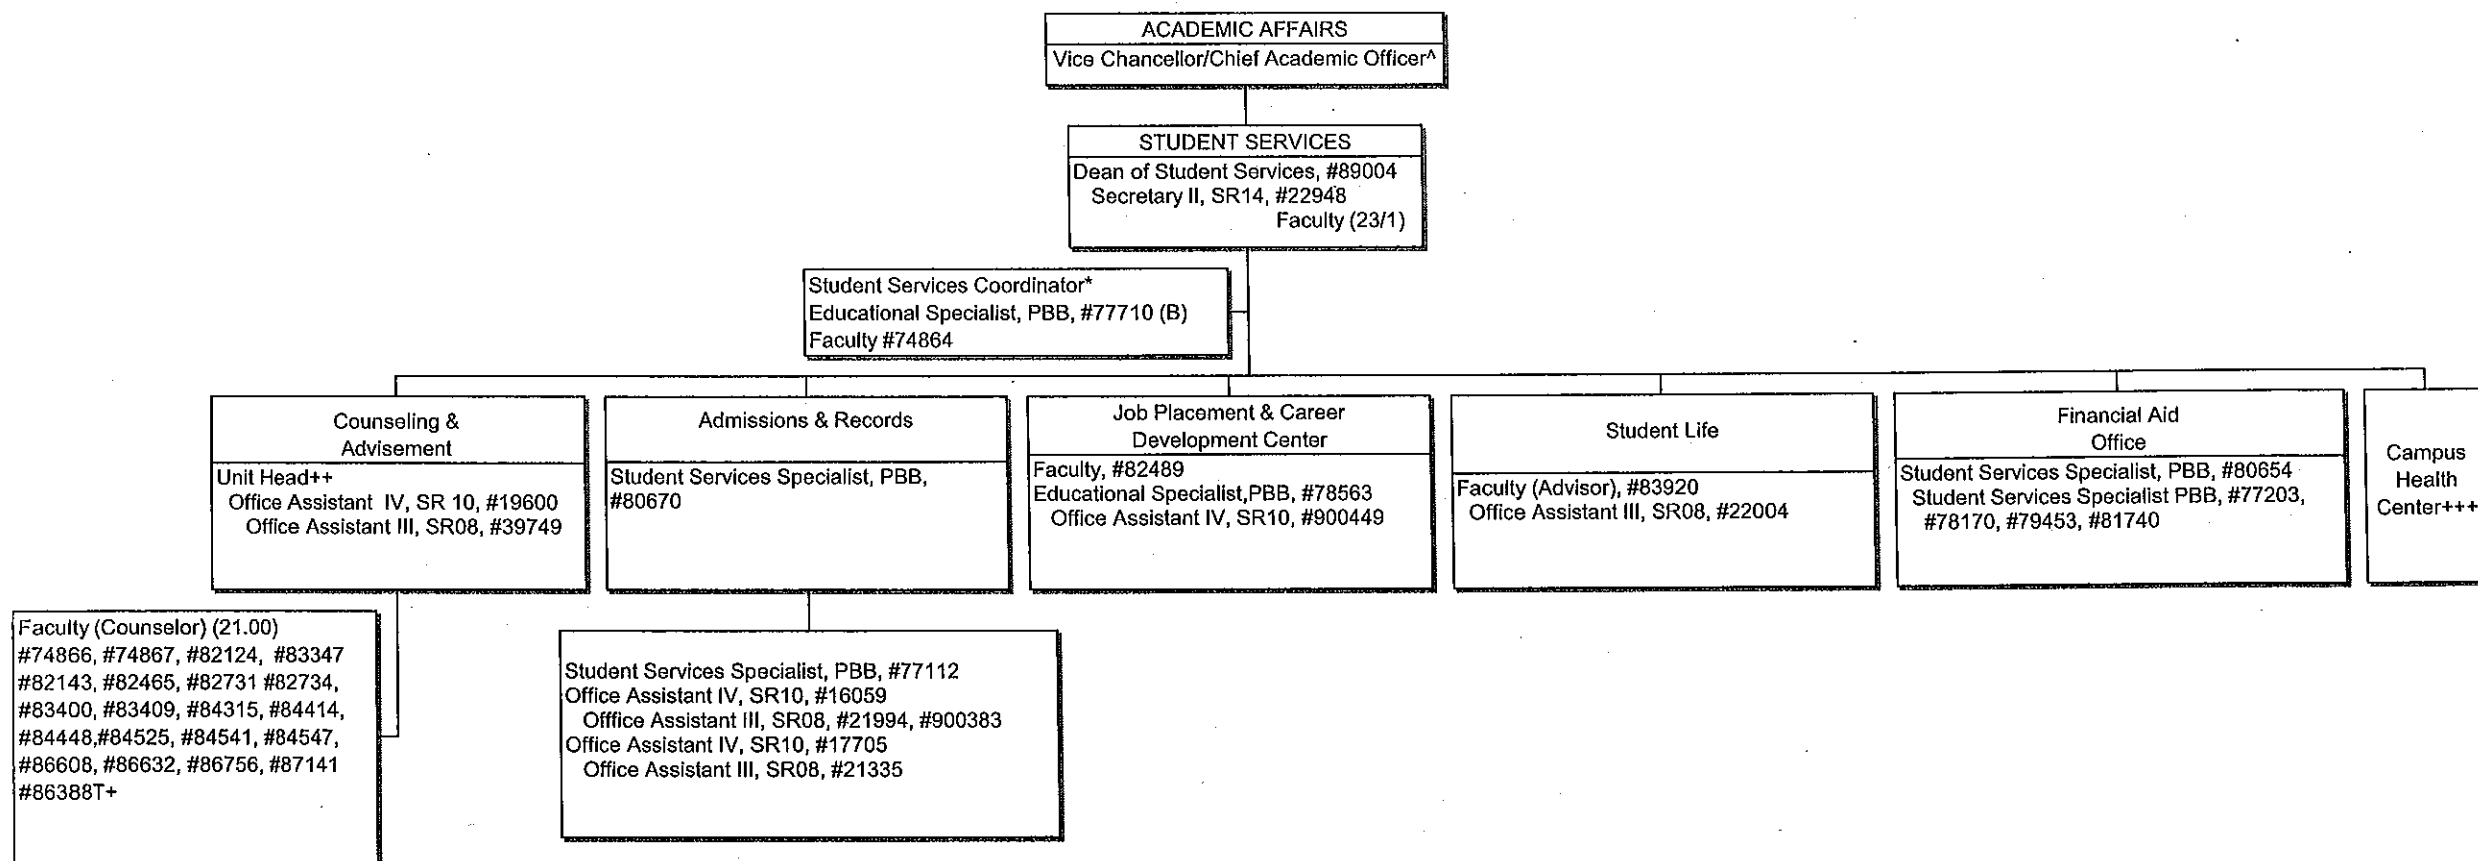 ACADEMIC AFFAIRS
Vice Chancellor/Chief Academic Officer^
STUDENT SERVICES
Dean of Student Services, #89004
Secretary II, SR14, #22948
Faculty (23/1)
Student Services Coordinator*
Educational Specialist, PBB, #77710 (B)
Faculty #74864
Counseling &
Advisement
Unit Head++
Office Assistant IV, SR 10, #19600
Office Assistant III, SR08, #39749
Admissions & Records
Student Services Specialist, PBB,
#80670
Job Placement & Career
Development Center
Faculty, #82489
Educational Specialist,PBB, #78563
Office Assistant IV, SR10, #900449
Student Life
Faculty (Advisor), #83920
Office Assistant III, SR08, #22004
Financial Aid
Office
Student Services Specialist, PBB, #80654
Student Services Specialist PBB, #77203,
#78170, #79453, #81740
Campus
Health
Center+++
Faculty (Counselor) (21.00)
#74866, #74867, #82124, #83347
#82143, #82465, #82731 #82734,
#83400, #83409, #84315, #84414,
#84448,#84525, #84541, #84547,
#86608, #86632, #86756, #87141
#86388T+
Student Services Specialist, PBB, #77112
Office Assistant IV, SR10, #16059
Offfice Assistant III, SR08, #21994, #900383
Office Assistant IV, SR10, #17705
Office Assistant III, SR08, #21335